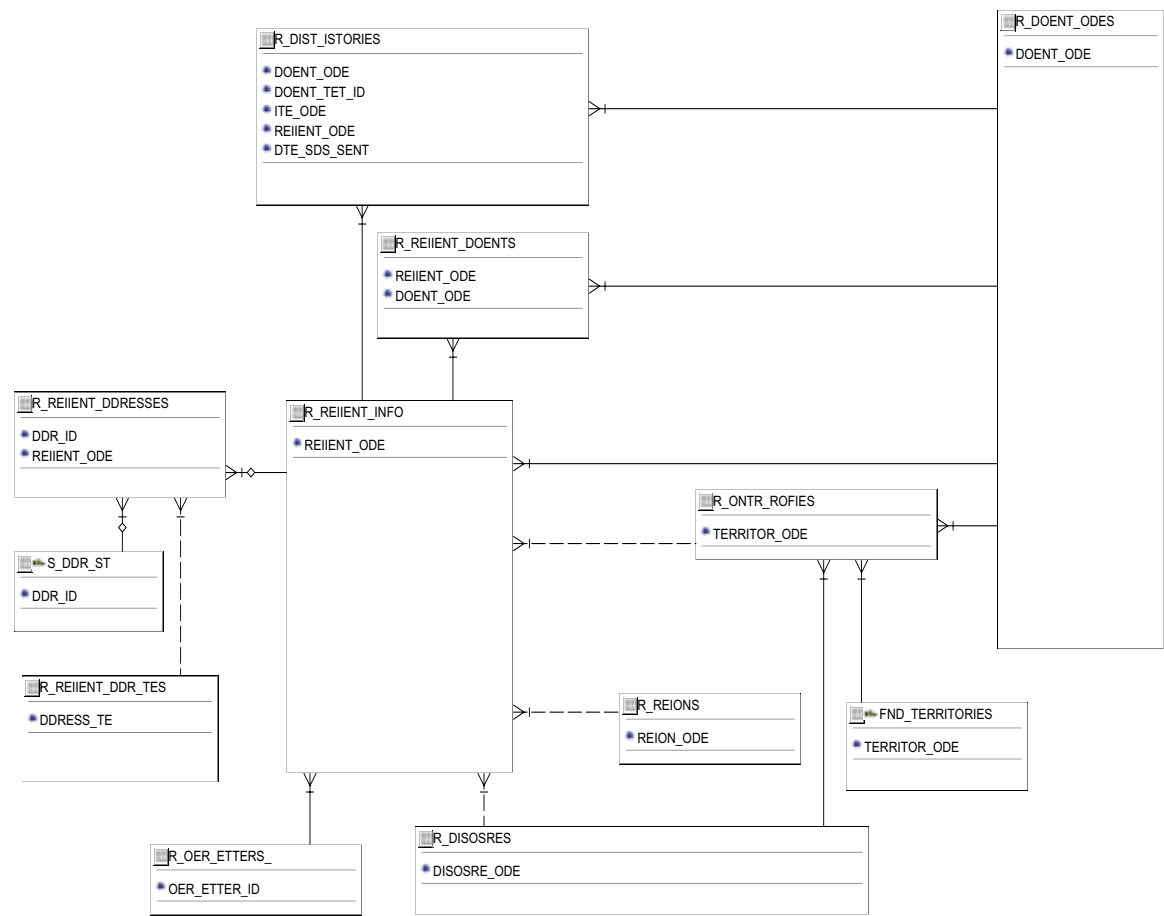 R_DIST_ISTORIES
DOENT_ODE
DOENT_TET_ID
ITE_ODE
REIIENT_ODE
DTE_SDS_SENT
R_DOENT_ODES
DOENT_ODE
R_REIIENT_DOENTS
REIIENT_ODE
DOENT_ODE
R_REIIENT_DDRESSES
DDR_ID
REIIENT_ODE
R_REIIENT_INFO
REIIENT_ODE
R_ONTR_ROFIES
TERRITOR_ODE
S_DDR_ST
DDR_ID
R_REIIENT_DDR_TES
DDRESS_TE
R_REIONS
REION_ODE
FND_TERRITORIES
TERRITOR_ODE
R_OER_ETTERS_
OER_ETTER_ID
R_DISOSRES
DISOSRE_ODE